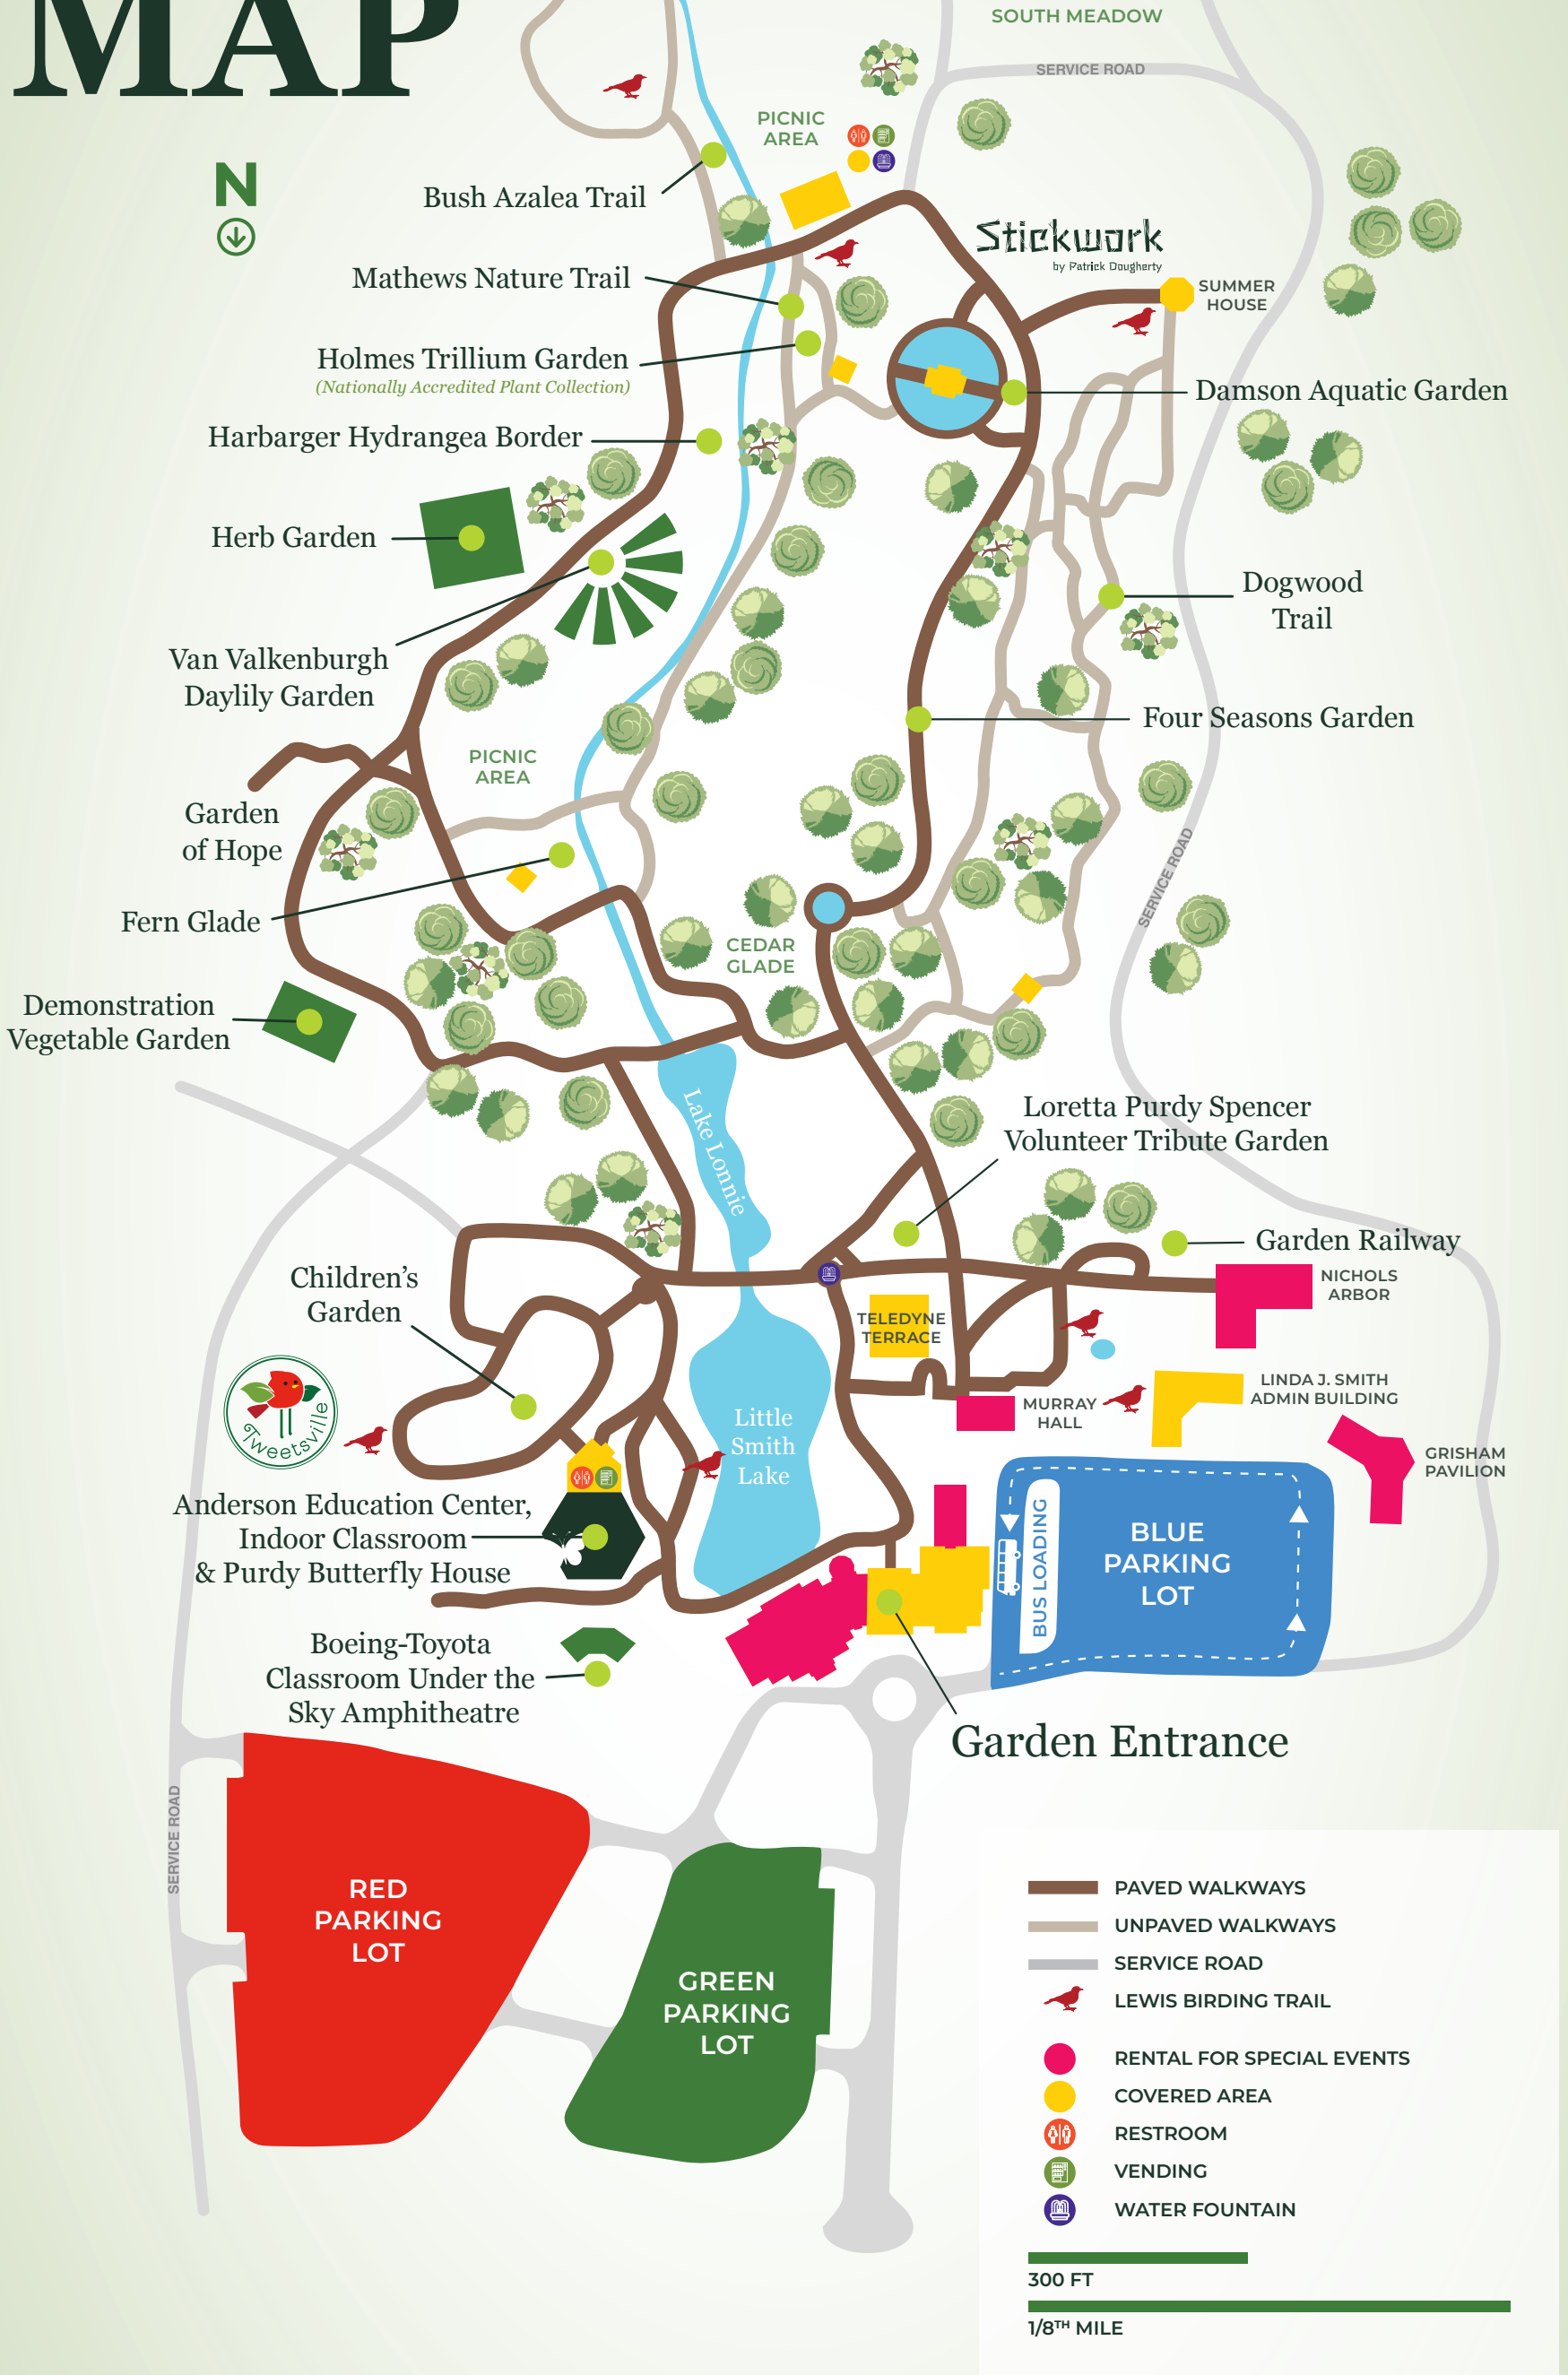 MAP
SOUTH MEADOW
SERVICE ROAD
PICNIC
AREA
N
Bush Azalea Trail
Stickwork
by Patrick Dougherty
Mathews Nature Trail
SUMMER
HOUSE
Holmes Trillium Garden
(Nationally Accredited Plant Collection)
Damson Aquatic Garden
Harbarger Hydrangea Border
Herb Garden
Dogwood
Trail
Van Valkenburgh
Daylily Garden
Four Seasons Garden
PICNIC
AREA
Garden
of Hope
SERVICE ROAD
Fern Glade
CEDAR
GLADE
Demonstration
Vegetable Garden
Lake Lonnie
Loretta Purdy Spencer
Volunteer Tribute Garden
Garden Railway
Children's
Garden
NICHOLS
ARBOR
TELEDYNE
TERRACE
Tweetsville
LINDA J. SMITH
ADMIN BUILDING
MURRAY
HALL
Little
Smith
Lake
GRISHAM
PAVILION
Anderson Education Center,
Indoor Classroom
& Purdy Butterfly House
BUS LOADING
BLUE
PARKING
LOT
Boeing-Toyota
Classroom Under the
Sky Amphitheatre
Garden Entrance
SERVICE ROAD
RED
PARKING
LOT
GREEN
PARKING
LOT
PAVED WALKWAYS
UNPAVED WALKWAYS
SERVICE ROAD
LEWIS BIRDING TRAIL
RENTAL FOR SPECIAL EVENTS
COVERED AREA
RESTROOM
VENDING
WATER FOUNTAIN
300 FT
1/8TH MILE